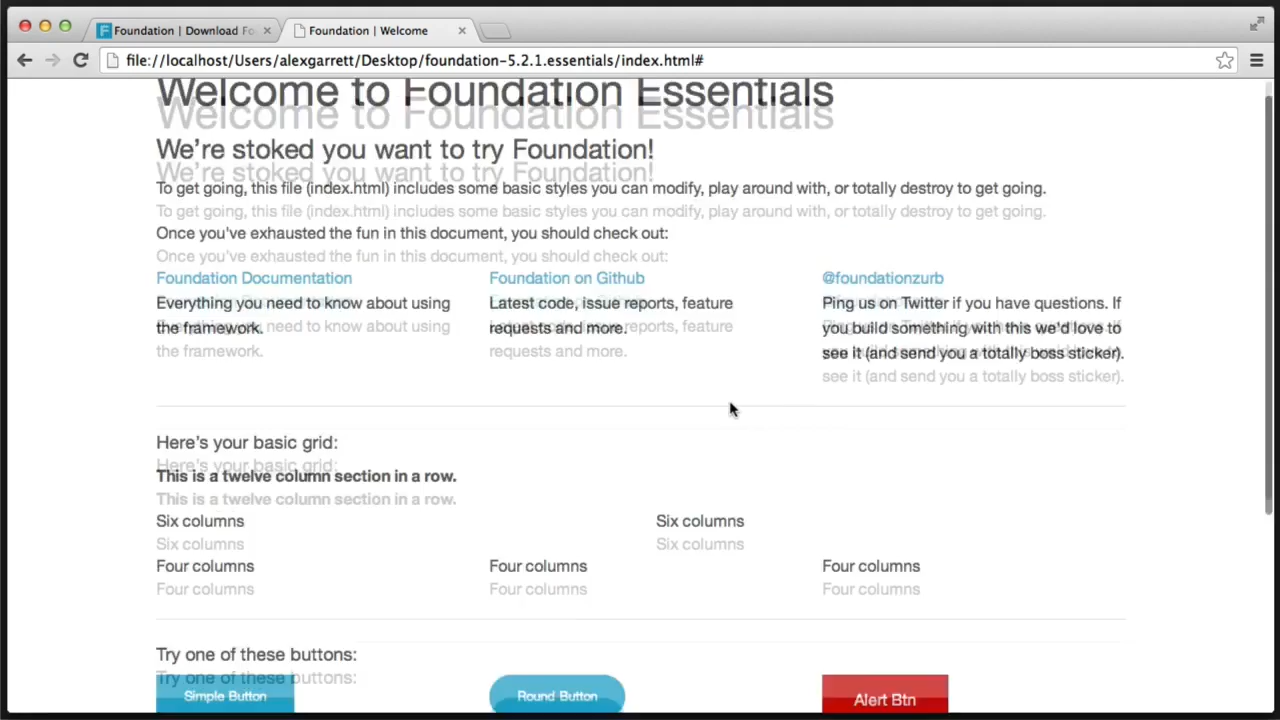 Foundation | Download Fo
Foundation | Welcome
file://localhost/Users/alexgarrett/Desktop/foundation-5.2.1.essentials/index.html#
Welcome to Foundation Essentials
We’re stoked you want to try Foundation!
To get going, this file (index.html) includes some basic styles you can modify, play around with, or totally destroy to get going.
Once you've exhausted the fun in this document, you should check out:
Foundation Documentation
Everything you need to know about using
the framework.
Foundation on Github
Latest code, issue reports, feature
requests and more.
@foundationzurb
Ping us on Twitter if you have questions. If
you build something with this we'd love to
see it (and send you a totally boss sticker).
Here’s your basic grid:
This is a twelve column section in a row.
Six columns
Six columns
Four columns
Four columns
Four columns
Try one of these buttons:
Simple Button
Round Button
Alert Btn